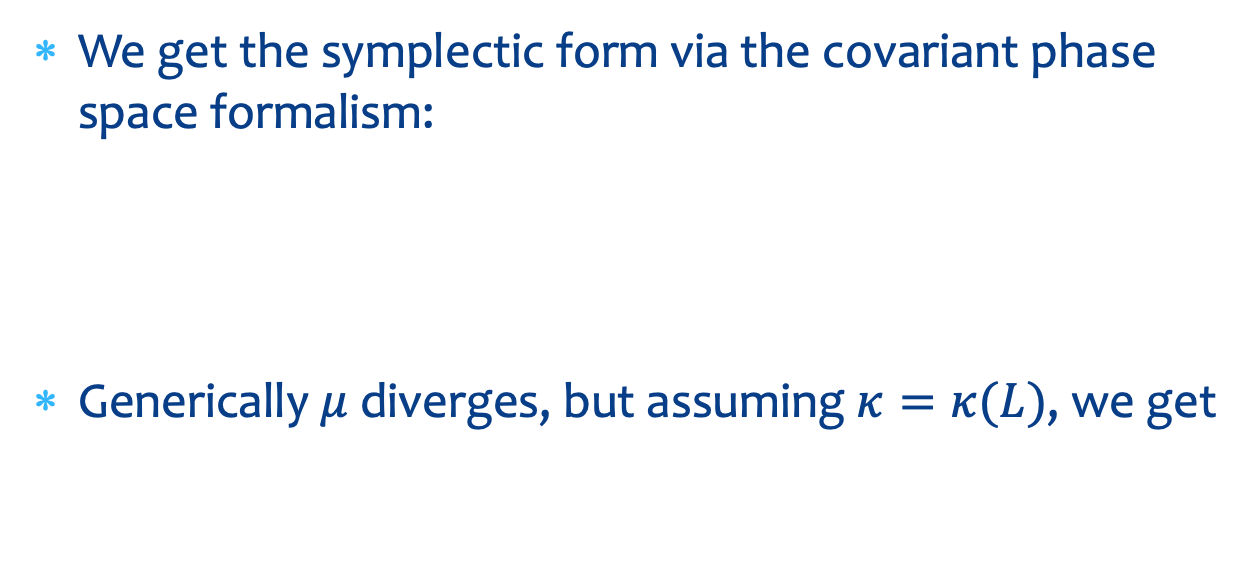 * We get the symplectic form via the covariant phase
space formalism:
* Generically μ diverges, but assuming κ = κ(L), we get